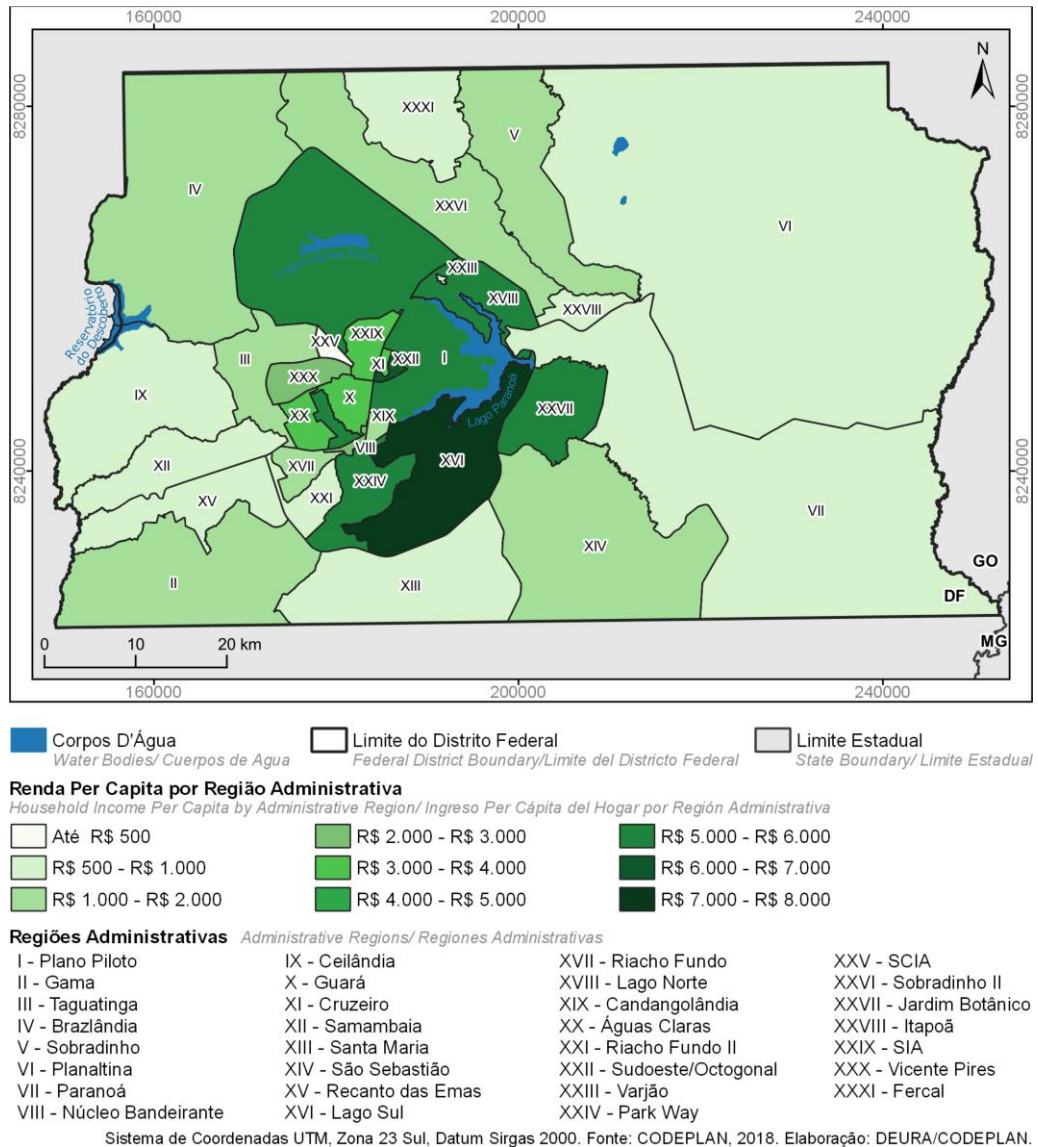 160000 200000 240000
N
8280000 8280000
XXXI
V
IV
XXVI
VI
XXIII
XVIII
XXVIII
Reservatório
do Descoberto
XXIX
XXV
III
XI
XXII
I
XXX
IX
X
XX
XIX
XXVII
Lago Paranoá
VIII
XVI
8240000 8240000
XII
XVII
XXIV
XXI
XV
VII
XIV
II
XIII
GO
DF
MG
0 10 20 km
160000 200000 240000
Corpos D'Água Limite do Distrito Federal Limite Estadual
Water Bodies/ Cuerpos de Agua Federal District Boundary/Limite del Districto Federal State Boundary/ Limite Estadual
Renda Per Capita por Região Administrativa
Household Income Per Capita by Administrative Region/ Ingreso Per Cápita del Hogar por Región Administrativa
Até R$ 500 R$ 2.000 - R$ 3.000 R$ 5.000 - R$ 6.000
R$ 500 - R$ 1.000 R$ 3.000 - R$ 4.000 R$ 6.000 - R$ 7.000
R$ 1.000 - R$ 2.000 R$ 4.000 - R$ 5.000 R$ 7.000 - R$ 8.000
Regiões Administrativas Administrative Regions/ Regiones Administrativas
I - Plano Piloto IX - Ceilândia XVII - Riacho Fundo XXV - SCIA
II - Gama X - Guará XVIII - Lago Norte XXVI - Sobradinho II
III - Taguatinga XI - Cruzeiro XIX - Candangolândia XXVII - Jardim Botânico
IV - Brazlândia XII - Samambaia XX - Águas Claras XXVIII - Itapoã
V - Sobradinho XIII - Santa Maria XXI - Riacho Fundo II XXIX - SIA
VI - Planaltina XIV - São Sebastião XXII - Sudoeste/Octogonal XXX - Vicente Pires
VII - Paranoá XV - Recanto das Emas XXIII - Varjão XXXI - Fercal
VIII - Núcleo Bandeirante XVI - Lago Sul XXIV - Park Way
Sistema de Coordenadas UTM, Zona 23 Sul, Datum Sirgas 2000. Fonte: CODEPLAN, 2018. Elaboração: DEURA/CODEPLAN.